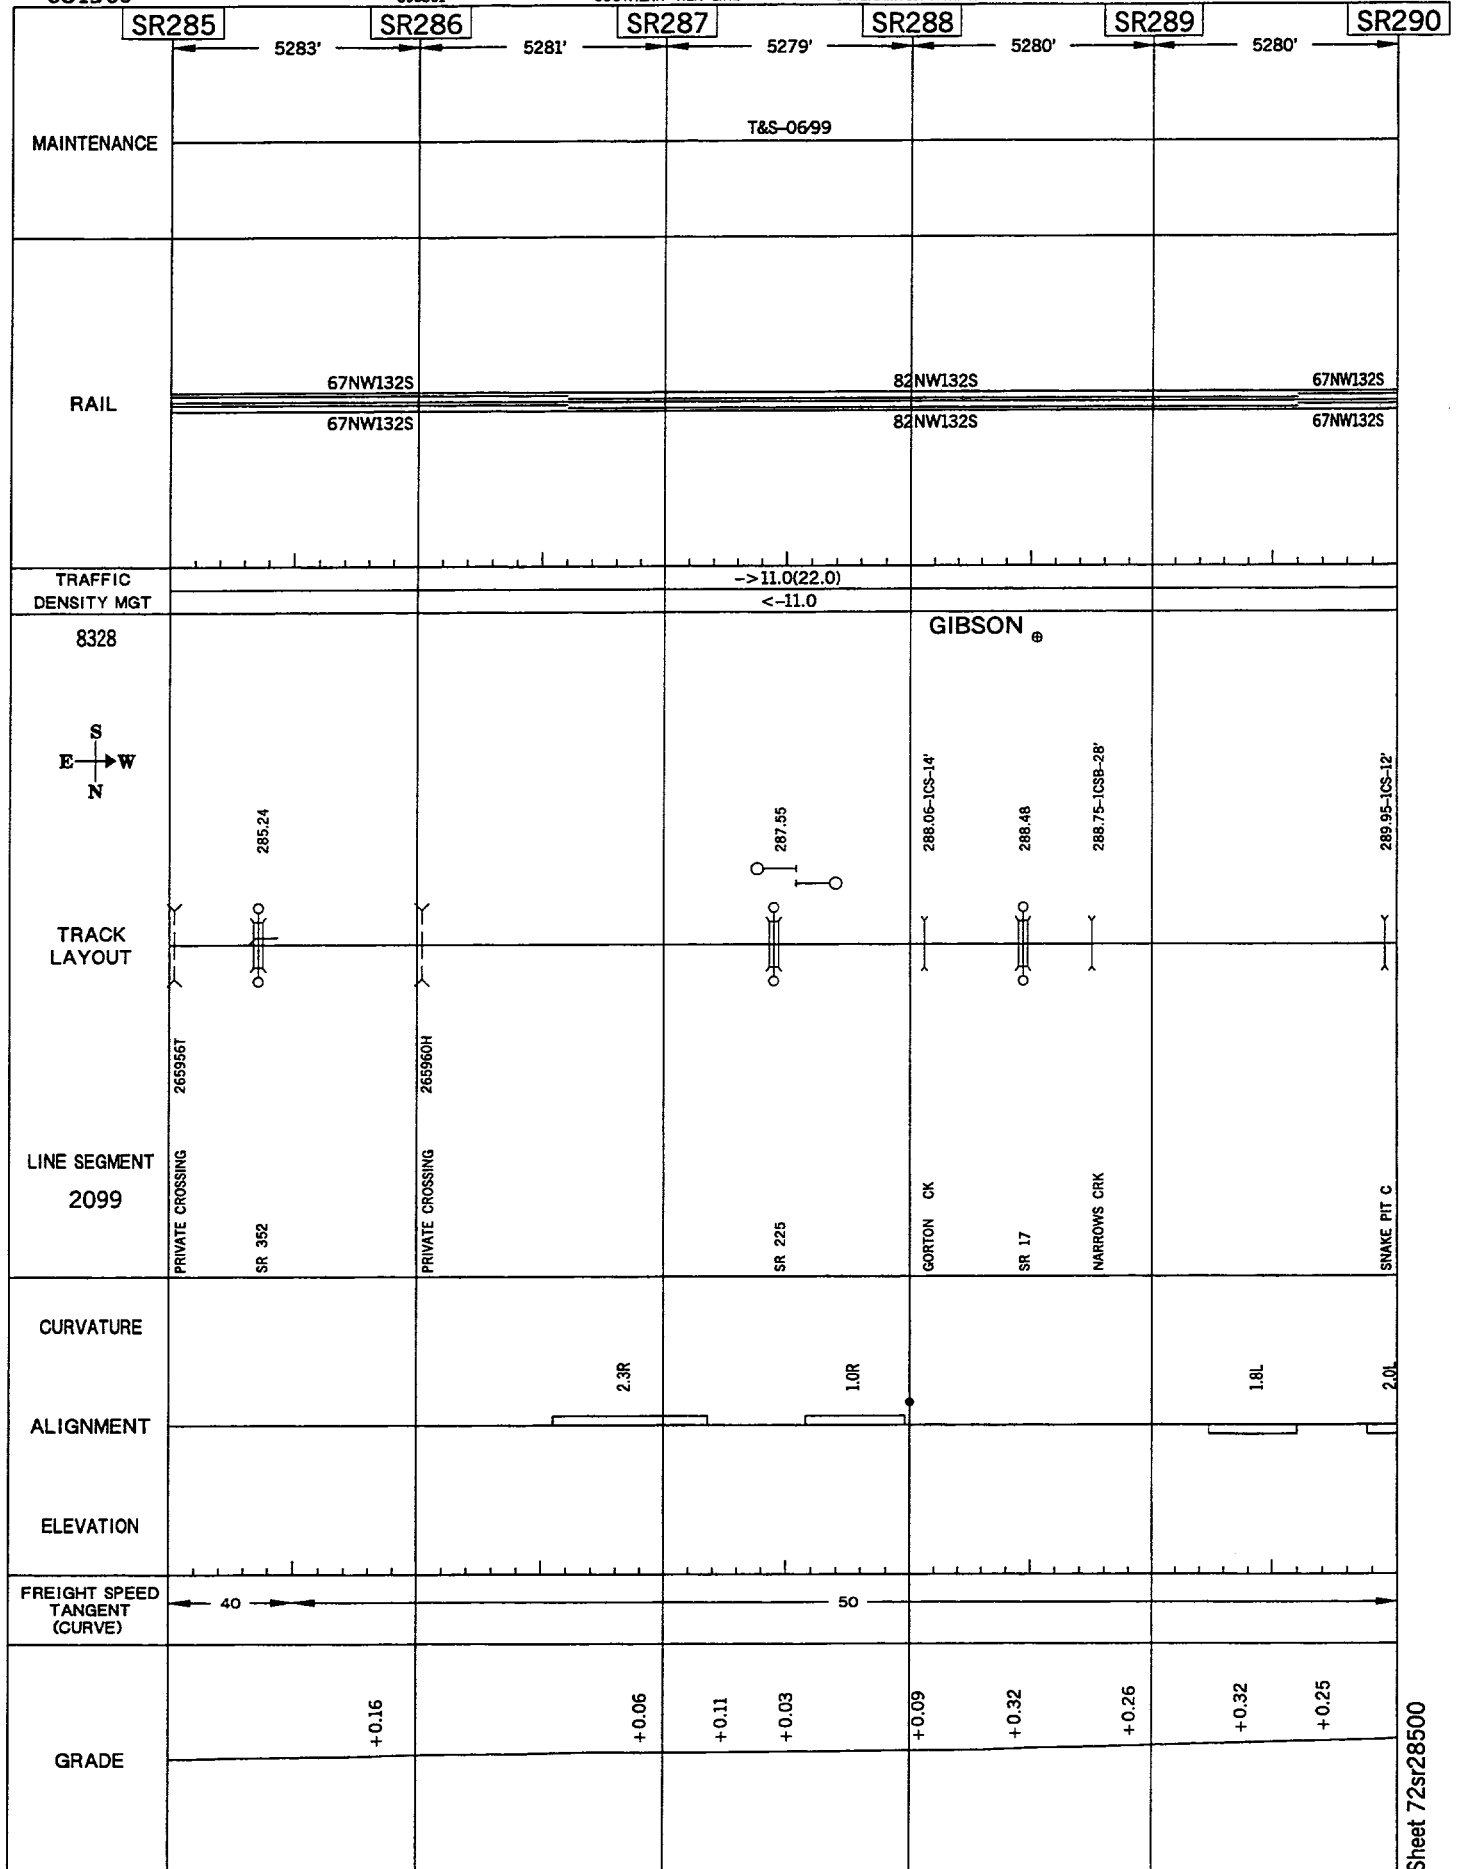 SR285 SR286 SR287 SR288 SR289 SR290
5283' 5281' 5279' 5280' 5280'
MAINTENANCE
T&S-06/99
RAIL
67NW132S 82NW132S 67NW132S
67NW132S 82NW132S 67NW132S
TRAFFIC
DENSITY MGT
->11.0(22.0)
<-11.0
8328
GIBSON
S
E W
N
285.24
287.55
288.06-1CS-14'
288.48
288.75-1CSB-28'
289.95-1CS-12'
TRACK
LAYOUT
265956T
265960H
LINE SEGMENT
2099
PRIVATE CROSSING
SR 352
PRIVATE CROSSING
SR 225
GORTON CK
SR 17
NARROWS CRK
SNAKE PIT C
CURVATURE
2.3R
1.0R
1.8L
2.0L
ALIGNMENT
ELEVATION
FREIGHT SPEED
TANGENT
(CURVE)
40
50
+0.16
+0.06
+0.11
+0.03
+0.09
+0.32
+0.26
+0.32
+0.25
GRADE
Sheet 72sr28500